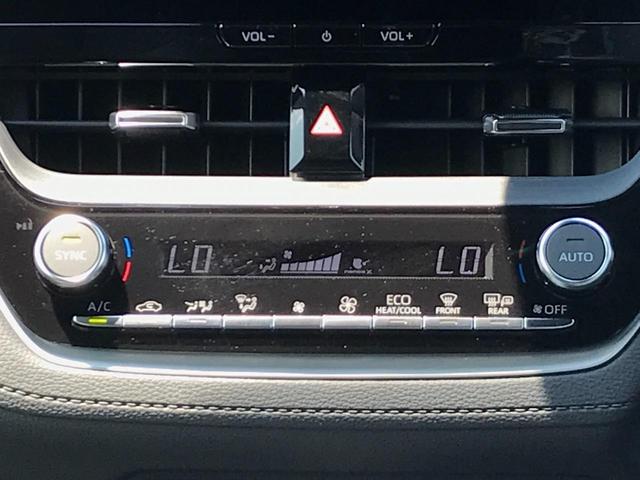 VOL− VOL+
SYNC LO LO AUTO
A/C ECO HEAT/COOL FRONT REAR OFF